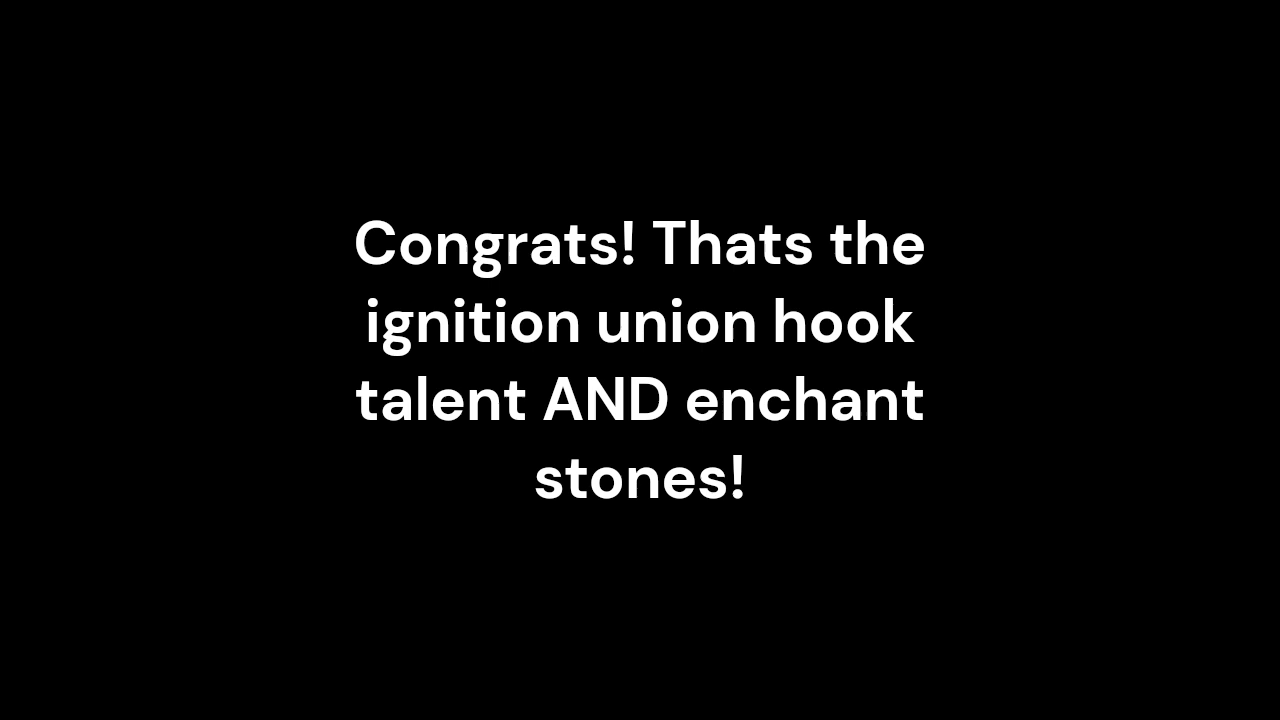 Congrats! Thats the
ignition union hook
talent AND enchant
stones!